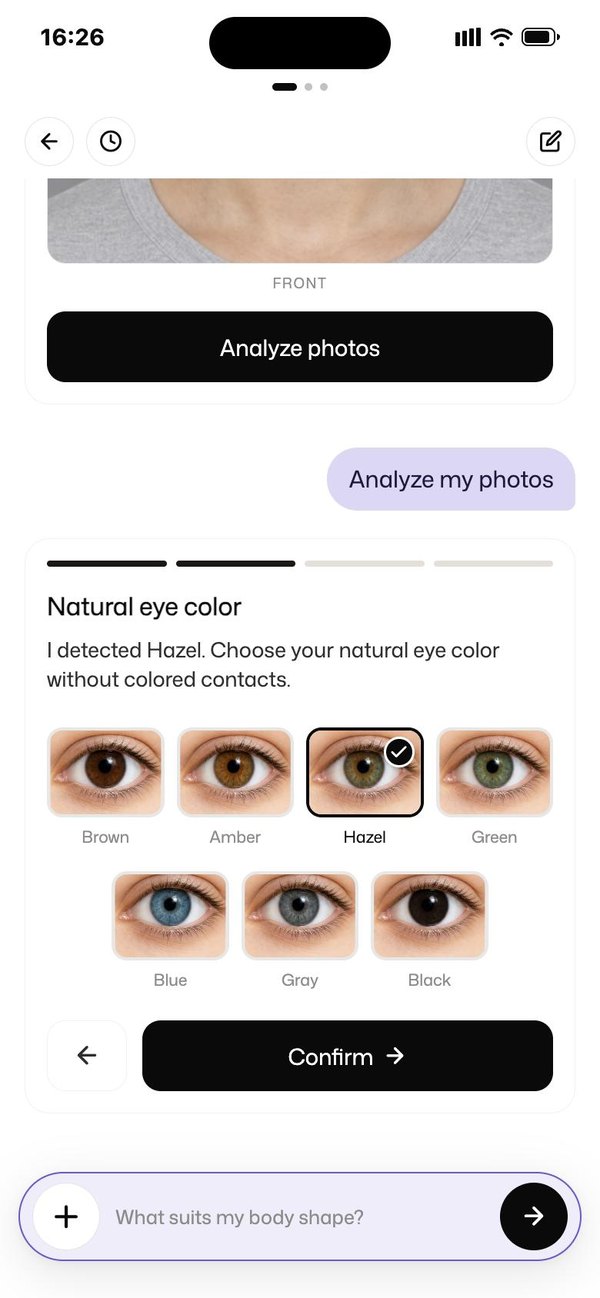 16:26
FRONT
Analyze photos
Analyze my photos
Natural eye color
I detected Hazel. Choose your natural eye color
without colored contacts.
Brown
Amber
Hazel
Green
Blue
Gray
Black
Confirm
What suits my body shape?